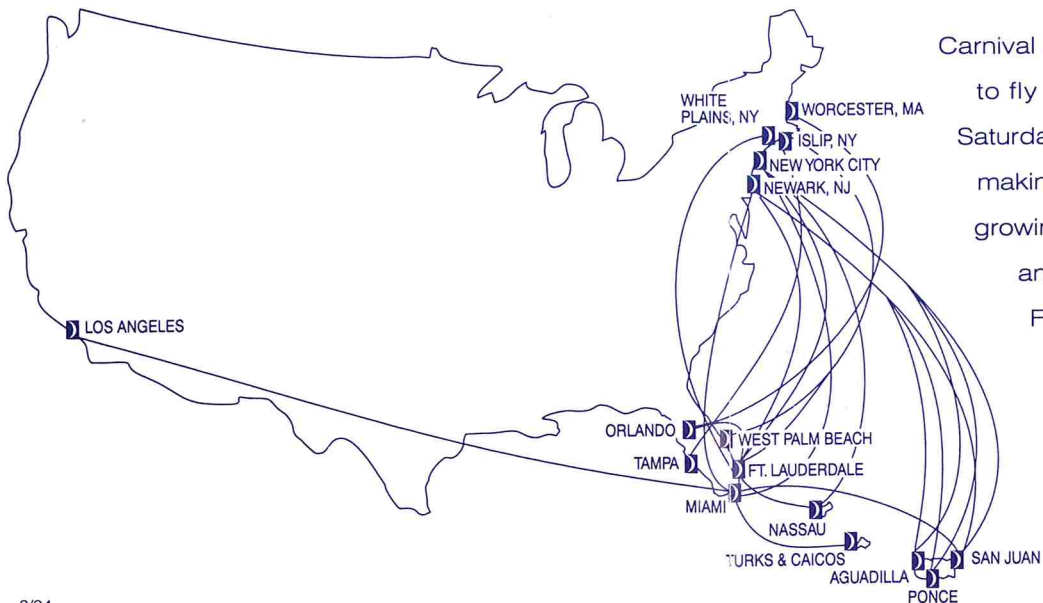 Carnival
to fly
Saturda
makin
growin
an
F
WHITE
PLAINS, NY
WORCESTER, MA
ISLIP, NY
NEW YORK CITY
NEWARK, NJ
LOS ANGELES
ORLANDO
WEST PALM BEACH
TAMPA
FT. LAUDERDALE
MIAMI
NASSAU
TURKS & CAICOS
AGUADILLA
SAN JUAN
PONCE